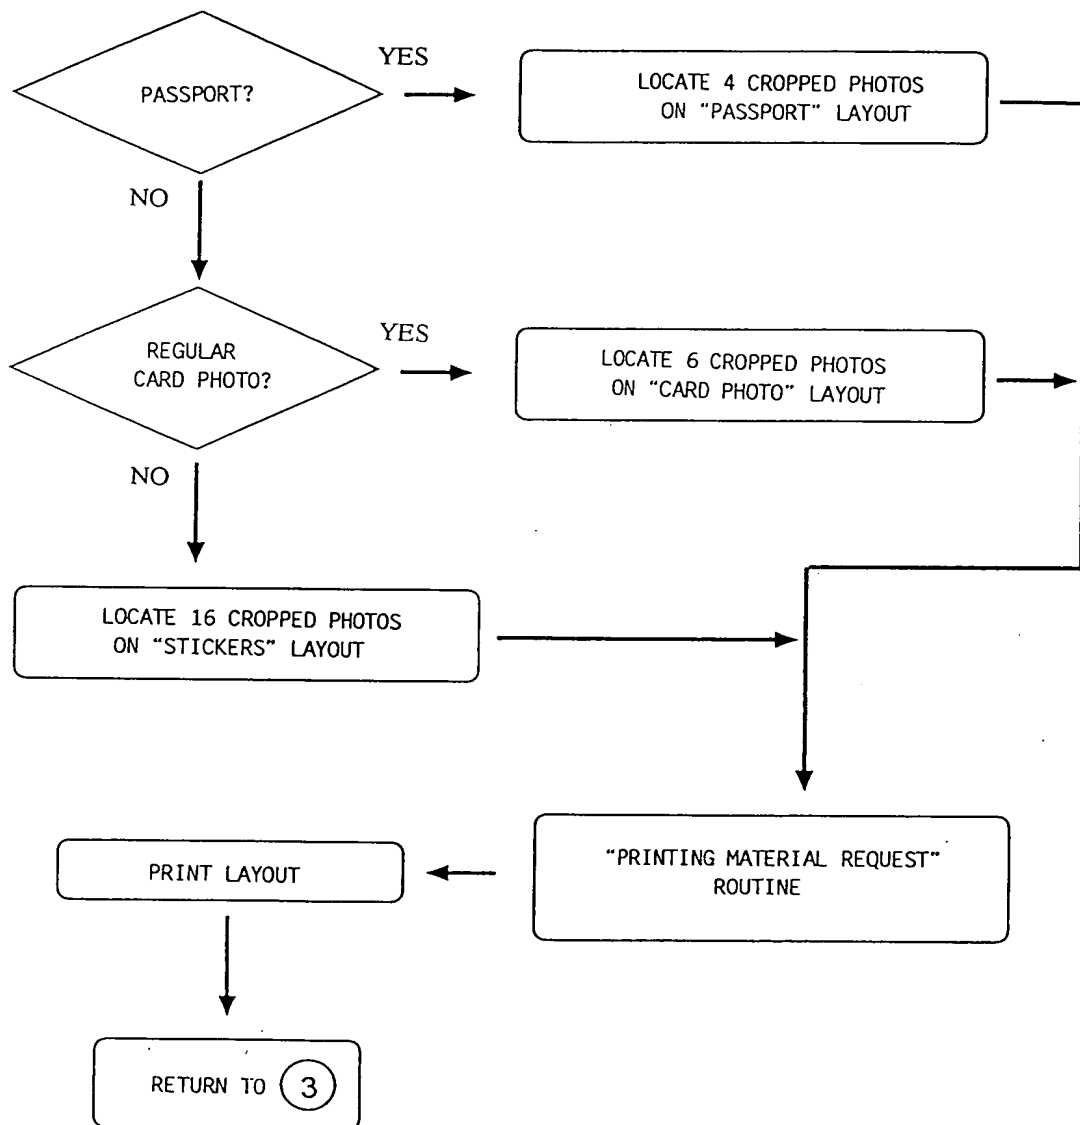 PASSPORT?
YES
LOCATE 4 CROPPED PHOTOS
ON “PASSPORT” LAYOUT
NO
REGULAR
CARD PHOTO?
YES
LOCATE 6 CROPPED PHOTOS
ON “CARD PHOTO” LAYOUT
NO
LOCATE 16 CROPPED PHOTOS
ON “STICKERS” LAYOUT
“PRINTING MATERIAL REQUEST”
ROUTINE
PRINT LAYOUT
RETURN TO 3